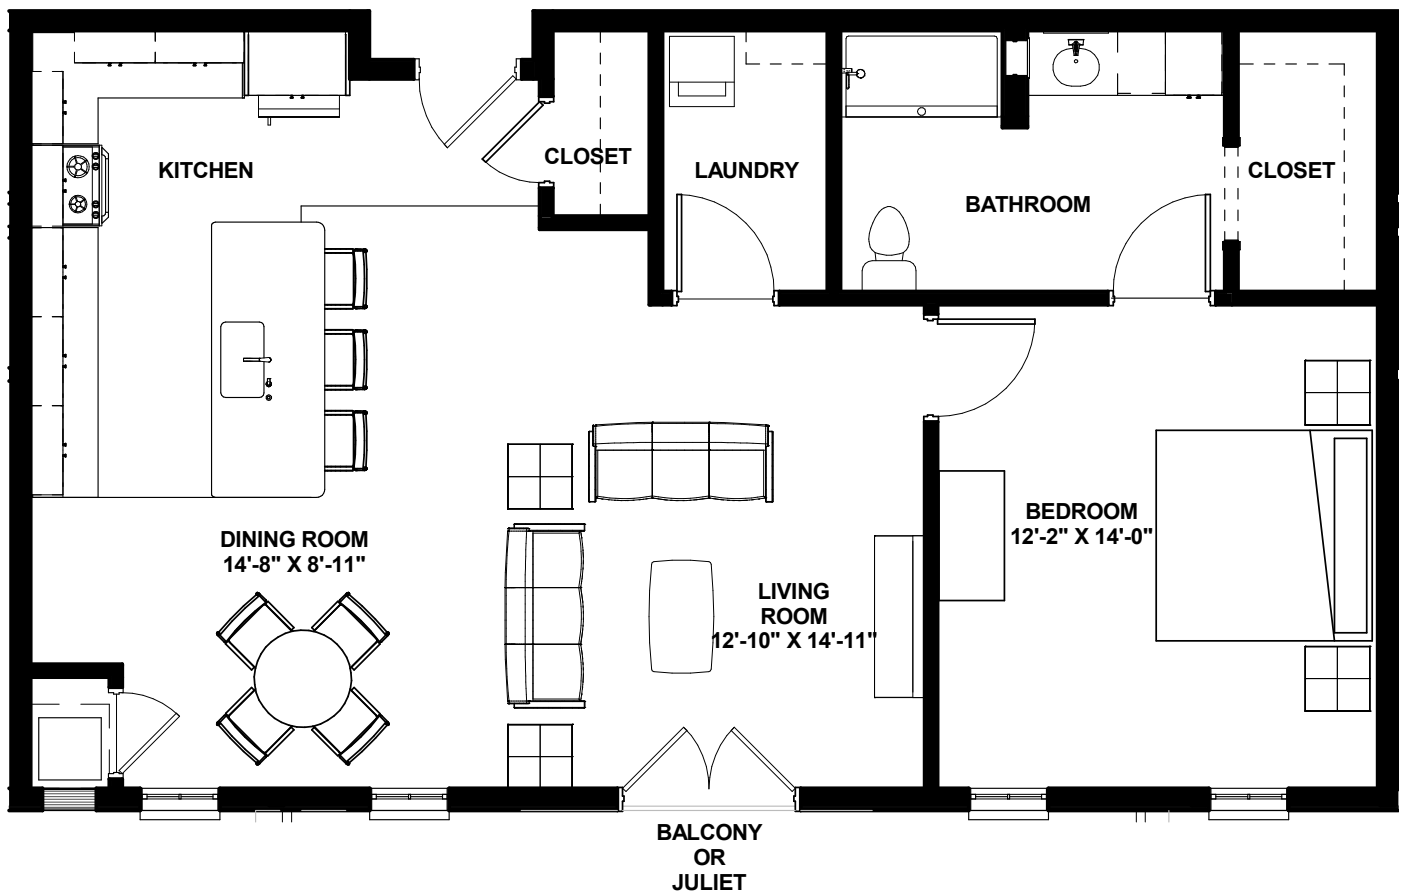 KITCHEN
CLOSET
LAUNDRY
BATHROOM
CLOSET
DINING ROOM
14'-8" X 8'-11"
LIVING
ROOM
12'-10" X 14'-11"
BEDROOM
12'-2" X 14'-0"
BALCONY
OR
JULIET